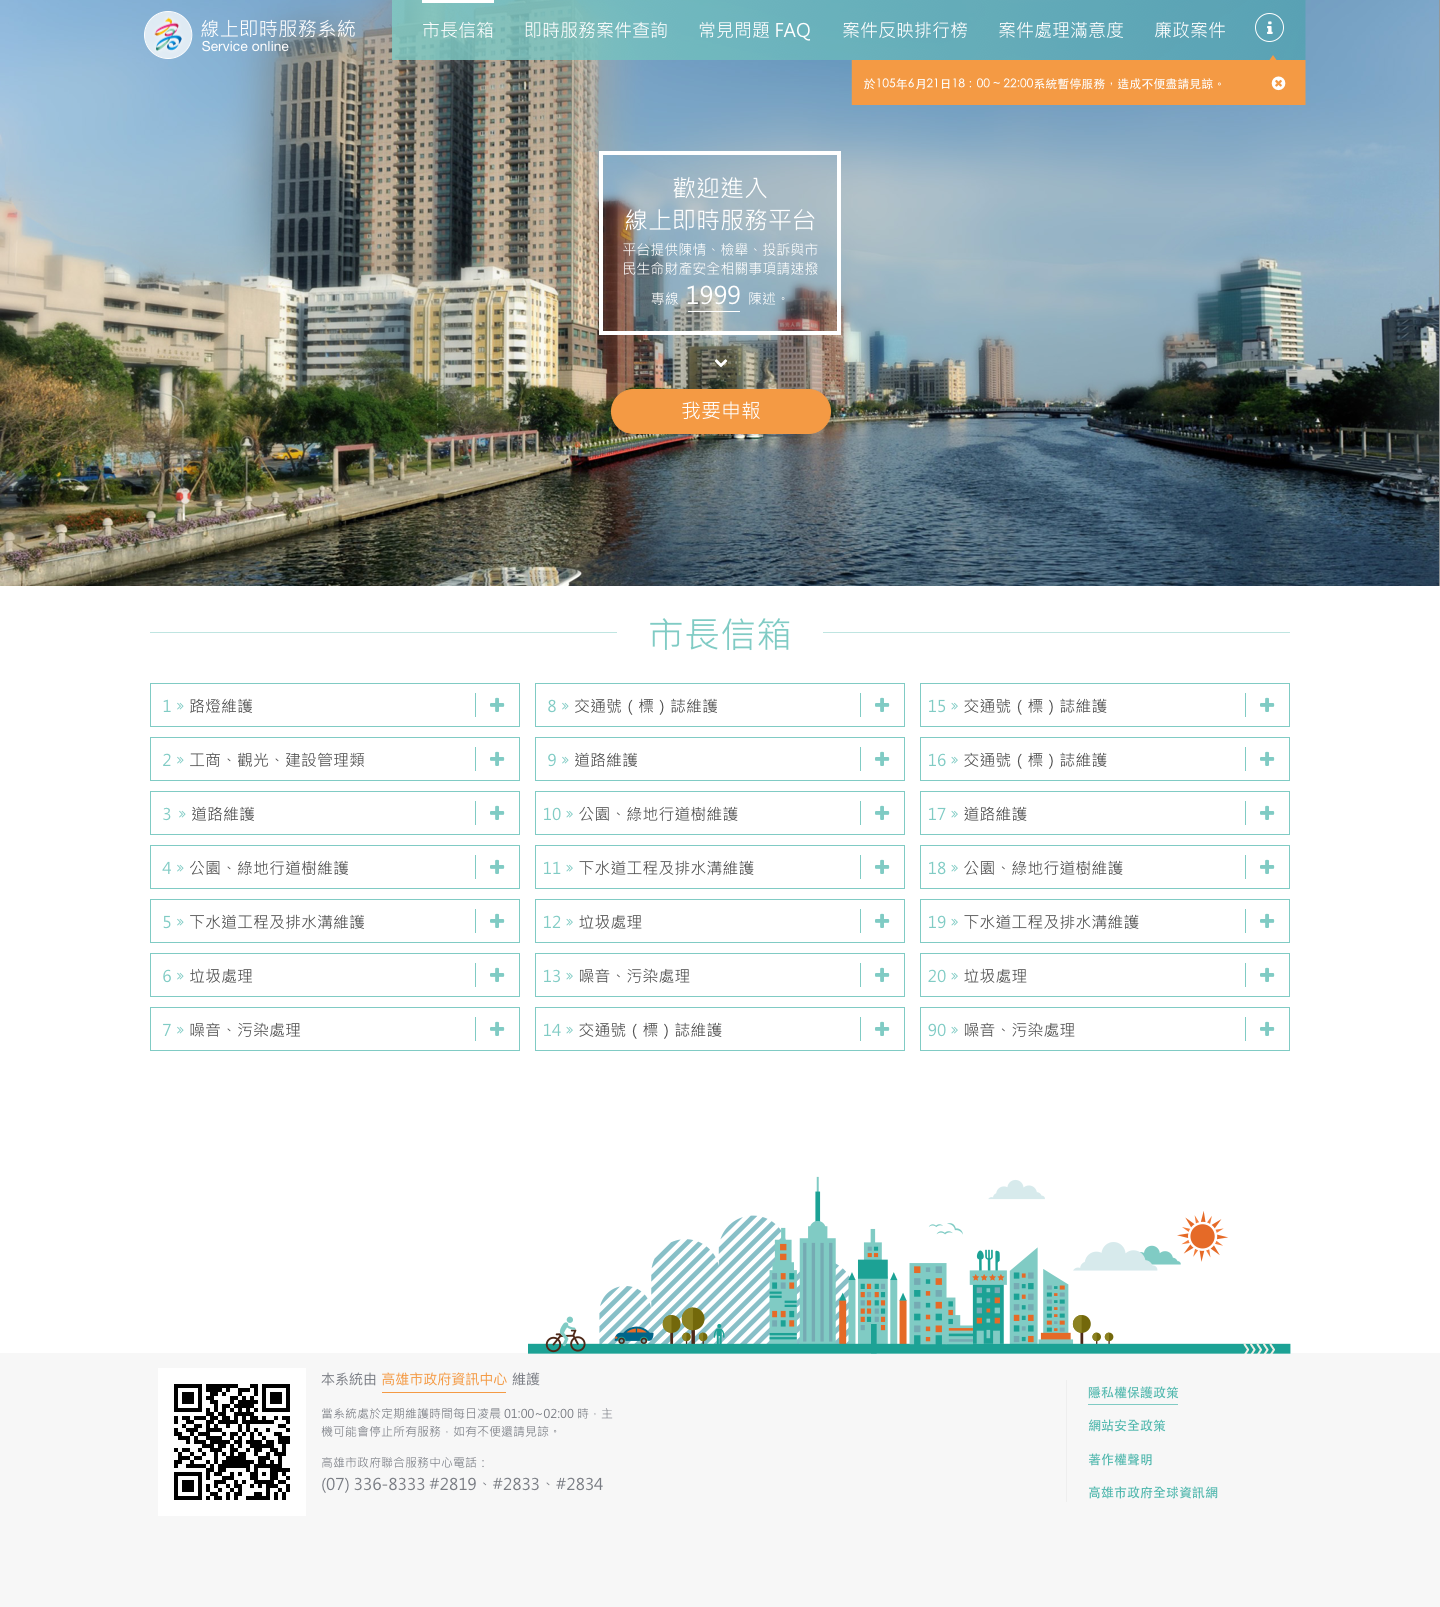 線上即時服務系統
Service online
市長信箱
即時服務案件查詢
常見問題 FAQ
案件反映排行榜
案件處理滿意度
廉政案件
於105年6月21日18：00 ~ 22:00系統暫停服務，造成不便盡請見諒。
歡迎進入
線上即時服務平台
平台提供陳情、檢舉、投訴與市
民生命財產安全相關事項請速撥
專線 1999 陳述。
我要申報
市長信箱
1 » 路燈維護
2 » 工商、觀光、建設管理類
3 » 道路維護
4 » 公園、綠地行道樹維護
5 » 下水道工程及排水溝維護
6 » 垃圾處理
7 » 噪音、污染處理
8 » 交通號（標）誌維護
9 » 道路維護
10 » 公園、綠地行道樹維護
11 » 下水道工程及排水溝維護
12 » 垃圾處理
13 » 噪音、污染處理
14 » 交通號（標）誌維護
15 » 交通號（標）誌維護
16 » 交通號（標）誌維護
17 » 道路維護
18 » 公園、綠地行道樹維護
19 » 下水道工程及排水溝維護
20 » 垃圾處理
90 » 噪音、污染處理
本系統由 高雄市政府資訊中心 維護
當系統處於定期維護時間每日凌晨 01:00~02:00 時，主
機可能會停止所有服務，如有不便還請見諒。
高雄市政府聯合服務中心電話：
(07) 336-8333 #2819、#2833、#2834
隱私權保護政策
網站安全政策
著作權聲明
高雄市政府全球資訊網